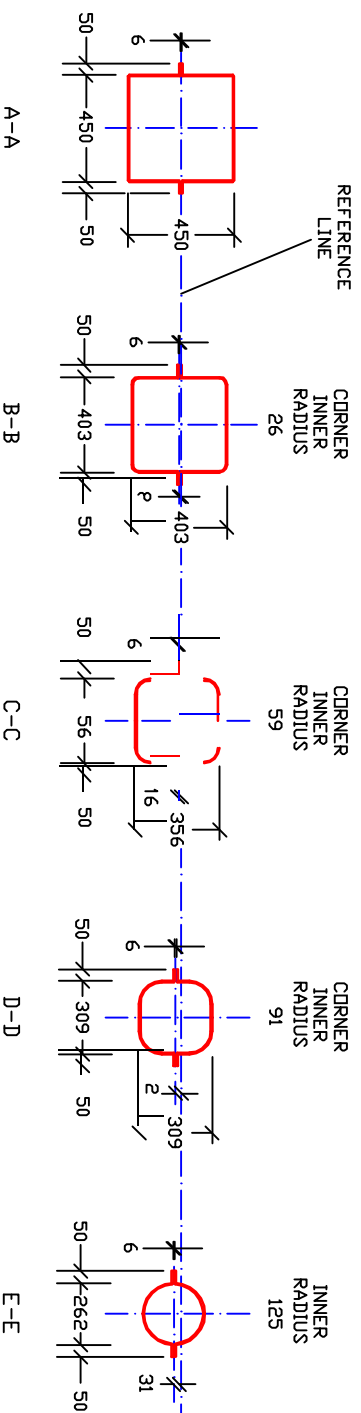 REFERENCE
LINE
6
450
50
450
50
A-A
CORNER
INNER
RADIUS
26
6
403
50
403
50
B-B
CORNER
INNER
RADIUS
59
6
16
356
50
56
50
C-C
CORNER
INNER
RADIUS
91
6
2
309
50
309
50
D-D
INNER
RADIUS
125
6
31
50
262
50
E-E